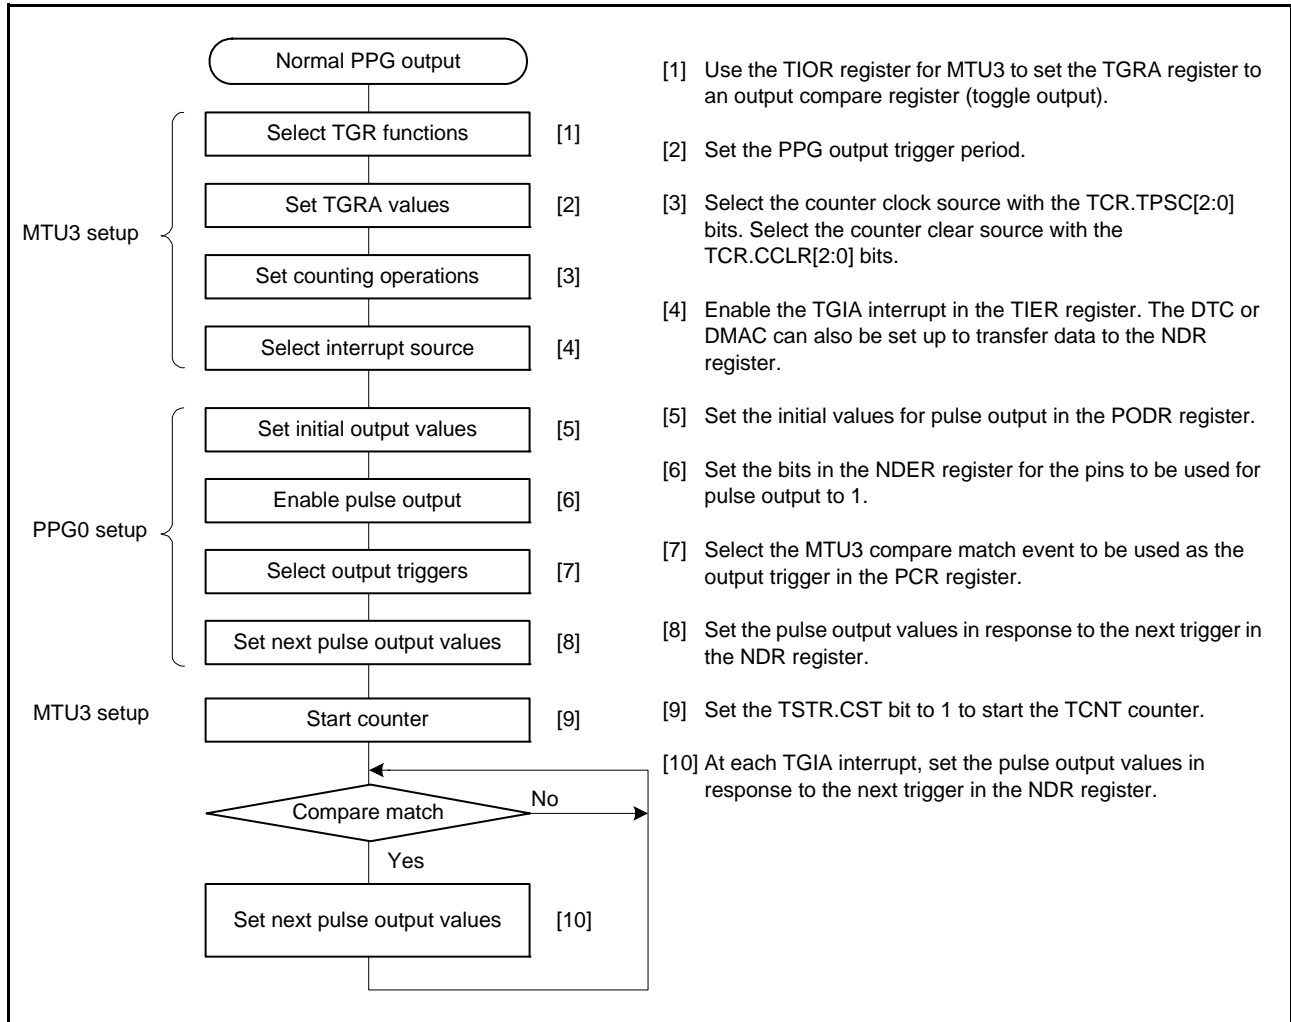 Normal PPG output
Select TGR functions [1]
Set TGRA values [2]
MTU3 setup
Set counting operations [3]
Select interrupt source [4]
Set initial output values [5]
Enable pulse output [6]
PPG0 setup
Select output triggers [7]
Set next pulse output values [8]
MTU3 setup
Start counter [9]
Compare match
No
Yes
Set next pulse output values [10]
[1] Use the TIOR register for MTU3 to set the TGRA register to
an output compare register (toggle output).
[2] Set the PPG output trigger period.
[3] Select the counter clock source with the TCR.TPSC[2:0]
bits. Select the counter clear source with the
TCR.CCLR[2:0] bits.
[4] Enable the TGIA interrupt in the TIER register. The DTC or
DMAC can also be set up to transfer data to the NDR
register.
[5] Set the initial values for pulse output in the PODR register.
[6] Set the bits in the NDER register for the pins to be used for
pulse output to 1.
[7] Select the MTU3 compare match event to be used as the
output trigger in the PCR register.
[8] Set the pulse output values in response to the next trigger in
the NDR register.
[9] Set the TSTR.CST bit to 1 to start the TCNT counter.
[10] At each TGIA interrupt, set the pulse output values in
response to the next trigger in the NDR register.